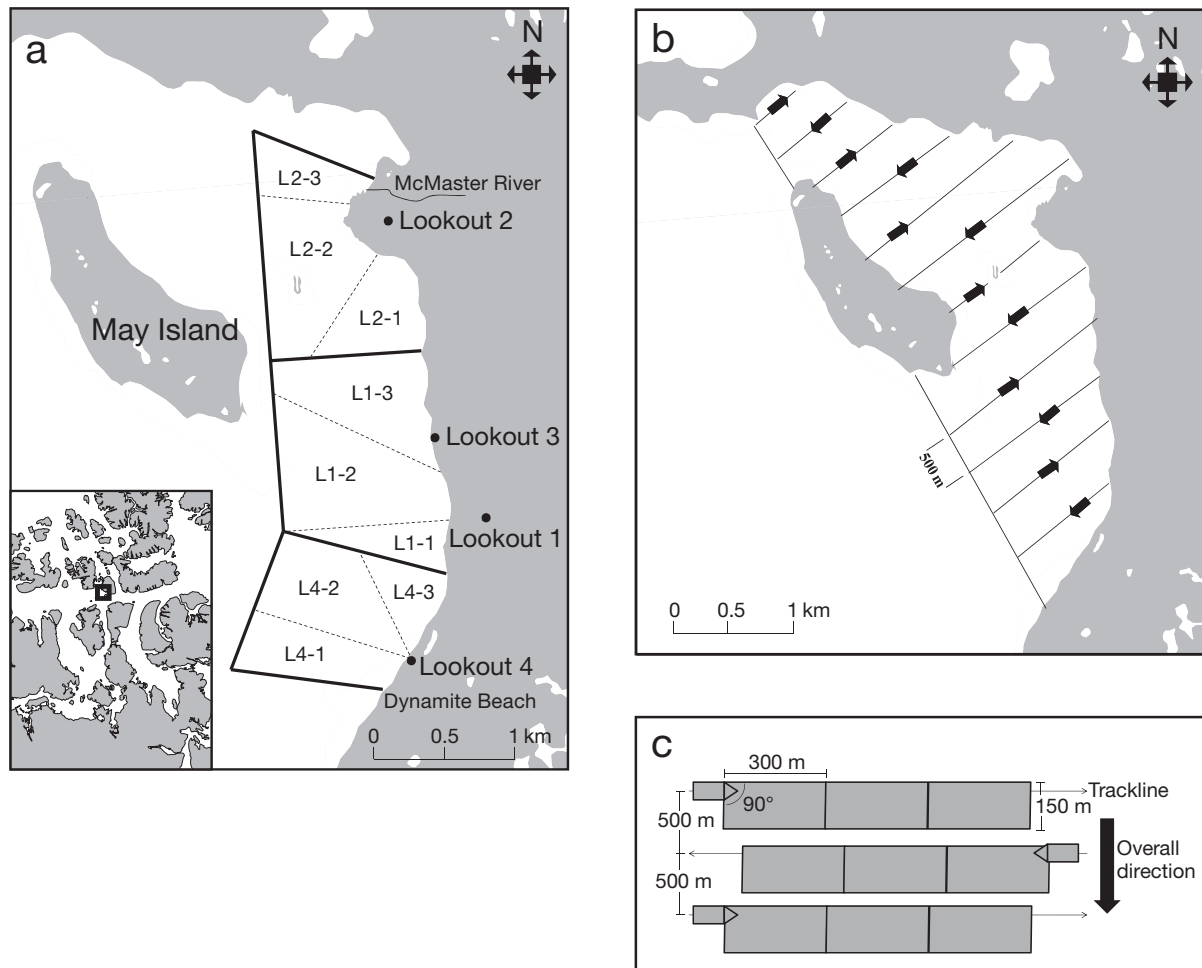 a
N
L2-3
McMaster River
Lookout 2
L2-2
L2-1
May Island
L1-3
Lookout 3
L1-2
Lookout 1
L1-1
L4-2
L4-3
L4-1
Lookout 4
Dynamite Beach
0 0.5 1 km
b
N
500 m
0 0.5 1 km
c
300 m
90°
150 m
Trackline
500 m
Overall
direction
500 m